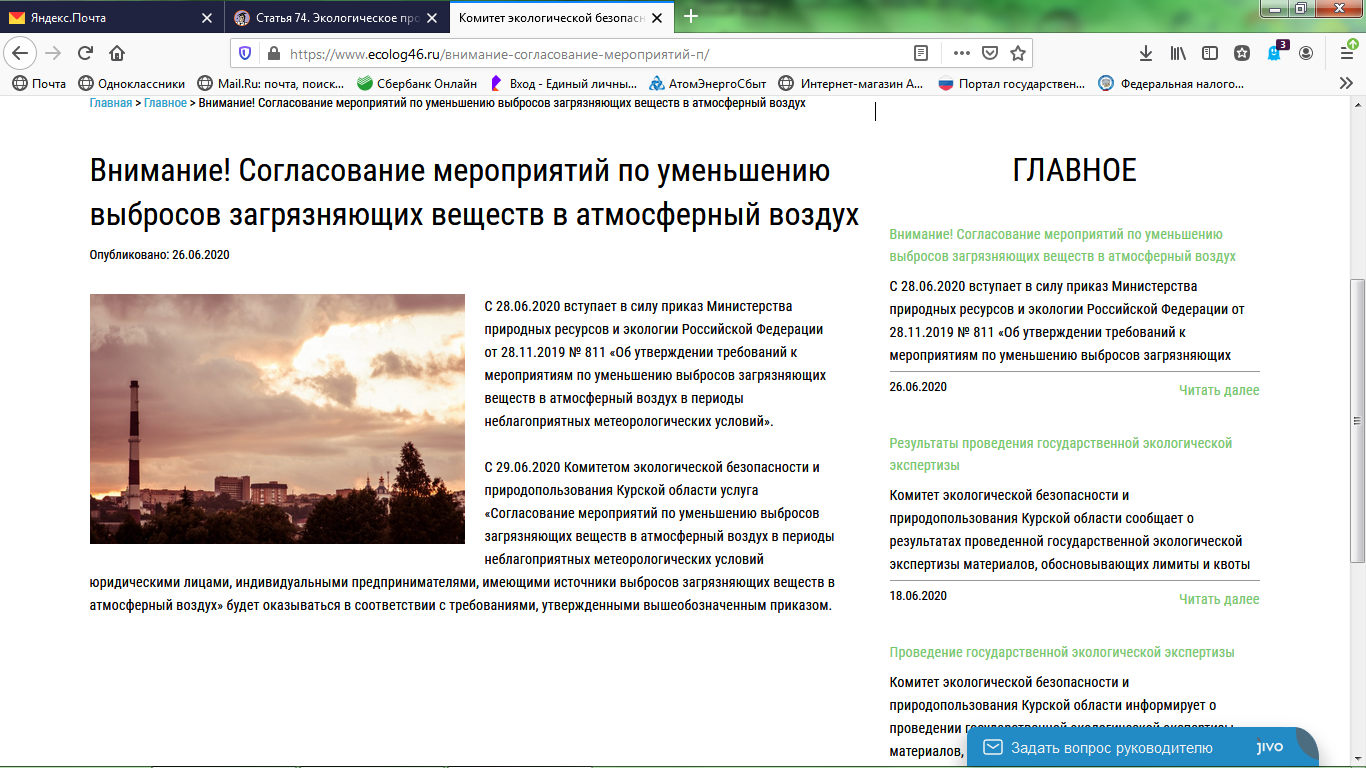 Яндекс.Почта
Статья 74. Экологическое про
Комитет экологической безопасн
https://www.ecolog46.ru/внимание-согласование-мероприятий-п/
3
Почта
Одноклассники
Mail.Ru: почта, поиск...
Сбербанк Онлайн
Вход - Единый личны...
АтомЭнергоСбыт
Интернет-магазин А...
Портал государствен...
Федеральная налого...
Главная > Главное > Внимание! Согласование мероприятий по уменьшению выбросов загрязняющих веществ в атмосферный воздух
Внимание! Согласование мероприятий по уменьшению
выбросов загрязняющих веществ в атмосферный воздух
Опубликовано: 26.06.2020
С 28.06.2020 вступает в силу приказ Министерства
природных ресурсов и экологии Российской Федерации
от 28.11.2019 № 811 «Об утверждении требований к
мероприятиям по уменьшению выбросов загрязняющих
веществ в атмосферный воздух в периоды
неблагоприятных метеорологических условий».
С 29.06.2020 Комитетом экологической безопасности и
природопользования Курской области услуга
«Согласование мероприятий по уменьшению выбросов
загрязняющих веществ в атмосферный воздух в периоды
неблагоприятных метеорологических условий
юридическими лицами, индивидуальными предпринимателями, имеющими источники выбросов загрязняющих веществ в
атмосферный воздух» будет оказываться в соответствии с требованиями, утвержденными вышеобозначенным приказом.
ГЛАВНОЕ
Внимание! Согласование мероприятий по уменьшению
выбросов загрязняющих веществ в атмосферный воздух
С 28.06.2020 вступает в силу приказ Министерства
природных ресурсов и экологии Российской Федерации от
28.11.2019 № 811 «Об утверждении требований к
мероприятиям по уменьшению выбросов загрязняющих
26.06.2020
Читать далее
Результаты проведения государственной экологической
экспертизы
Комитет экологической безопасности и
природопользования Курской области сообщает о
результатах проведенной государственной экологической
экспертизы материалов, обосновывающих лимиты и квоты
18.06.2020
Читать далее
Проведение государственной экологической экспертизы
Комитет экологической безопасности и
природопользования Курской области информирует о
проведении государственной экологической экспертизы
материалов,
Задать вопрос руководителю
jivo